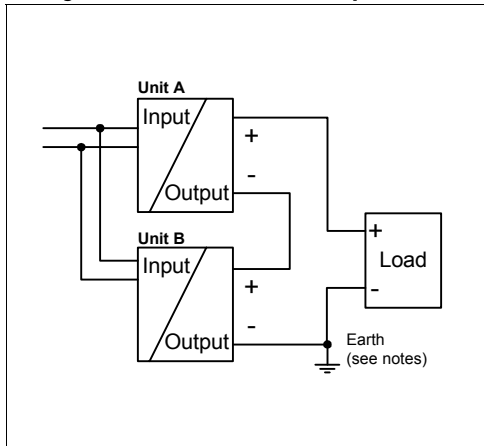 Unit A
Input
+
-
Output
Unit B
Input
+
-
Output
+
Load
-
Earth
(see notes)